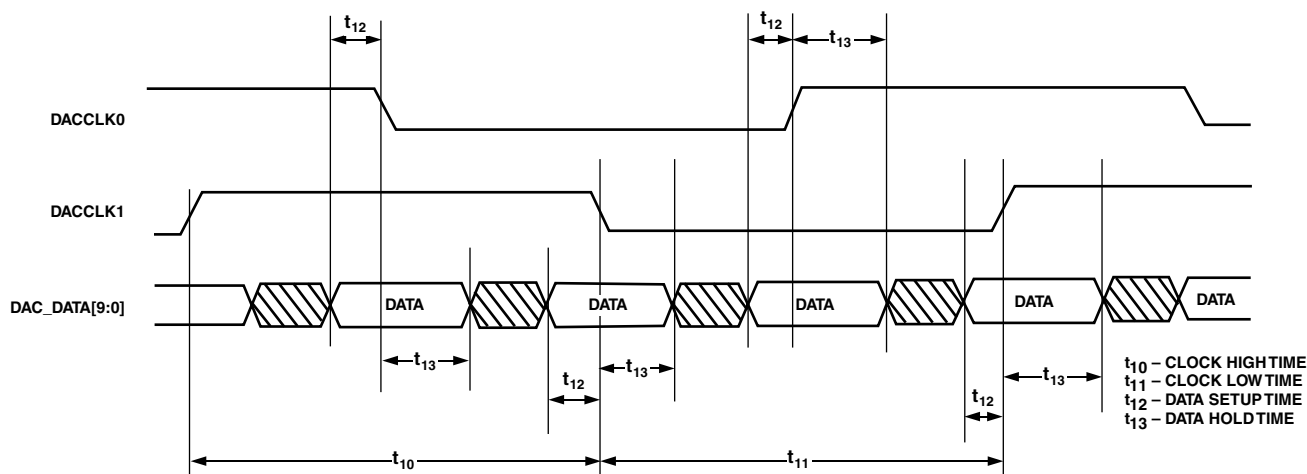 t12
t12
t13
DACCLK0
DACCLK1
DAC_DATA[9:0]
DATA
DATA
DATA
DATA
DATA
t13
t12
t13
t12
t13
t10
t11
t10 – CLOCK HIGH TIME
t11 – CLOCK LOW TIME
t12 – DATA SETUP TIME
t13 – DATA HOLD TIME